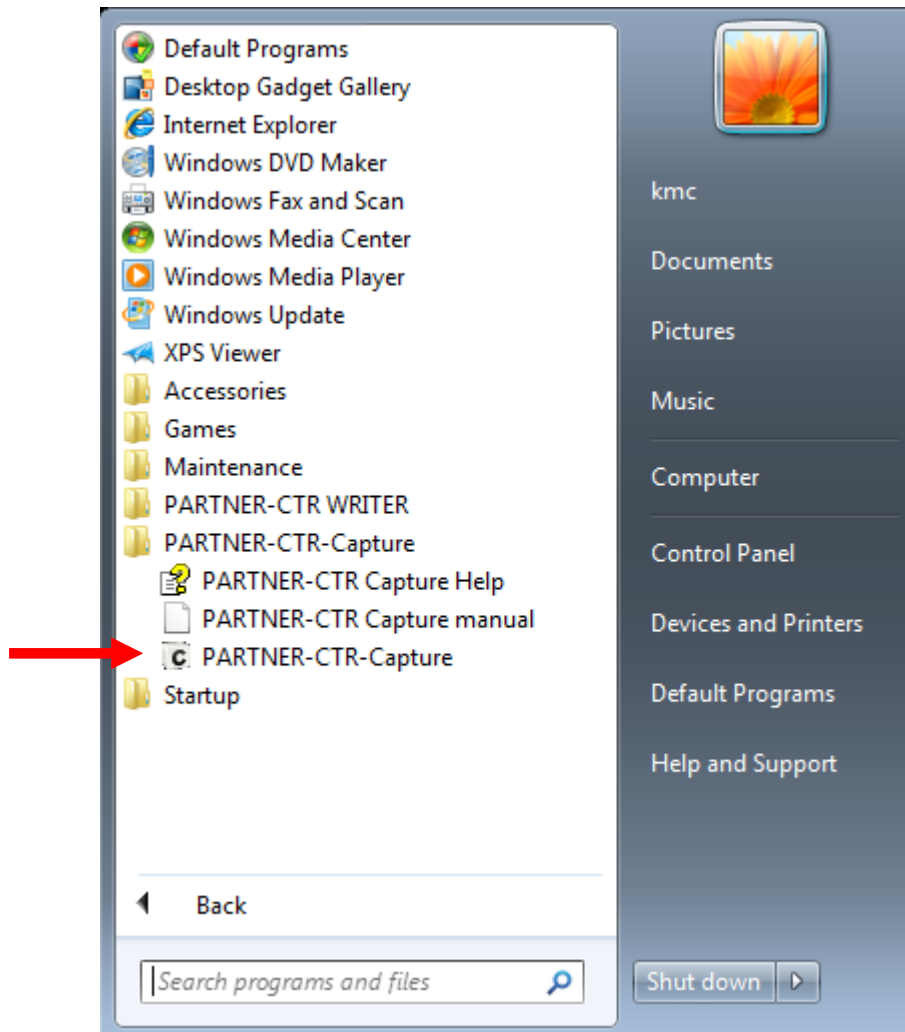 Default Programs
Desktop Gadget Gallery
Internet Explorer
Windows DVD Maker
Windows Fax and Scan
Windows Media Center
Windows Media Player
Windows Update
XPS Viewer
Accessories
Games
Maintenance
PARTNER-CTR WRITER
PARTNER-CTR-Capture
PARTNER-CTR Capture Help
PARTNER-CTR Capture manual
C PARTNER-CTR-Capture
Startup
Back
Search programs and files
kmc
Documents
Pictures
Music
Computer
Control Panel
Devices and Printers
Default Programs
Help and Support
Shut down